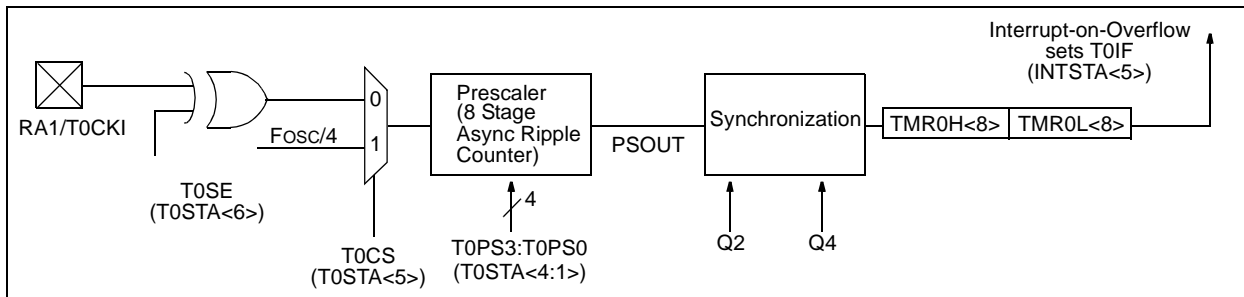 Interrupt-on-Overflow
sets T0IF
(INTSTA<5>)
RA1/T0CKI
0
1
FOSC/4
Prescaler
(8 Stage
Async Ripple
Counter)
PSOUT
Synchronization
TMR0H<8>
TMR0L<8>
T0SE
(T0STA<6>)
4
T0CS
(T0STA<5>)
T0PS3:T0PS0
(T0STA<4:1>)
Q2
Q4